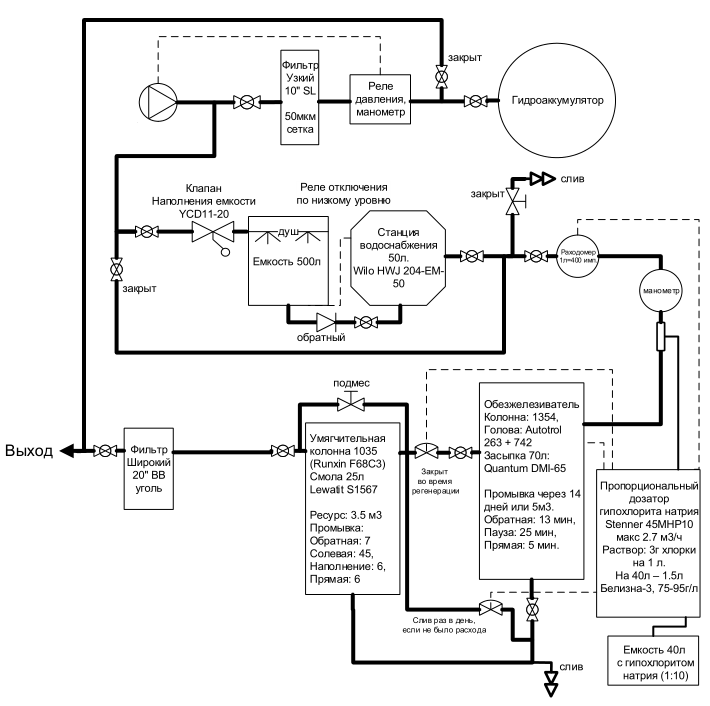 закрыт
Фильтр
Узкий
10" SL
50мкм
сетка
Реле
давления,
манометр
Гидроаккумулятор
Клапан
Наполнения емкости
YCD11-20
Реле отключения
по низкому уровню
закрыт
слив
душ
Емкость 500л
Станция
водоснабжения
50л.
Wilo HWJ 204-EM-
50
Раходомер
1л=400 имп.
закрыт
манометр
обратный
подмес
Выход
Фильтр
Широкий
20" BB
уголь
Умягчительная
колонна 1035
(Runxin F68C3)
Смола 25л
Lewatit S1567
Ресурс: 3.5 м3
Промывка:
Обратная: 7
Солевая: 45,
Наполнение: 6,
Прямая: 6
Закрыт
во время
регенерации
Обезжелезиватель
Колонна: 1354,
Голова: Autotrol
263 + 742
Засыпка 70л:
Quantum DMI-65
Промывка через 14
дней или 5м3.
Обратная: 13 мин,
Пауза: 25 мин,
Прямая: 5 мин.
Пропорциональный
дозатор
гипохлорита натрия
Stenner 45MHP10
макс 2.7 м3/ч
Раствор: 3г хлорки
на 1 л.
На 40л – 1.5л
Белизна-3, 75-95г/л
Слив раз в день,
если не было расхода
Емкость 40л
с гипохлоритом
натрия (1:10)
слив